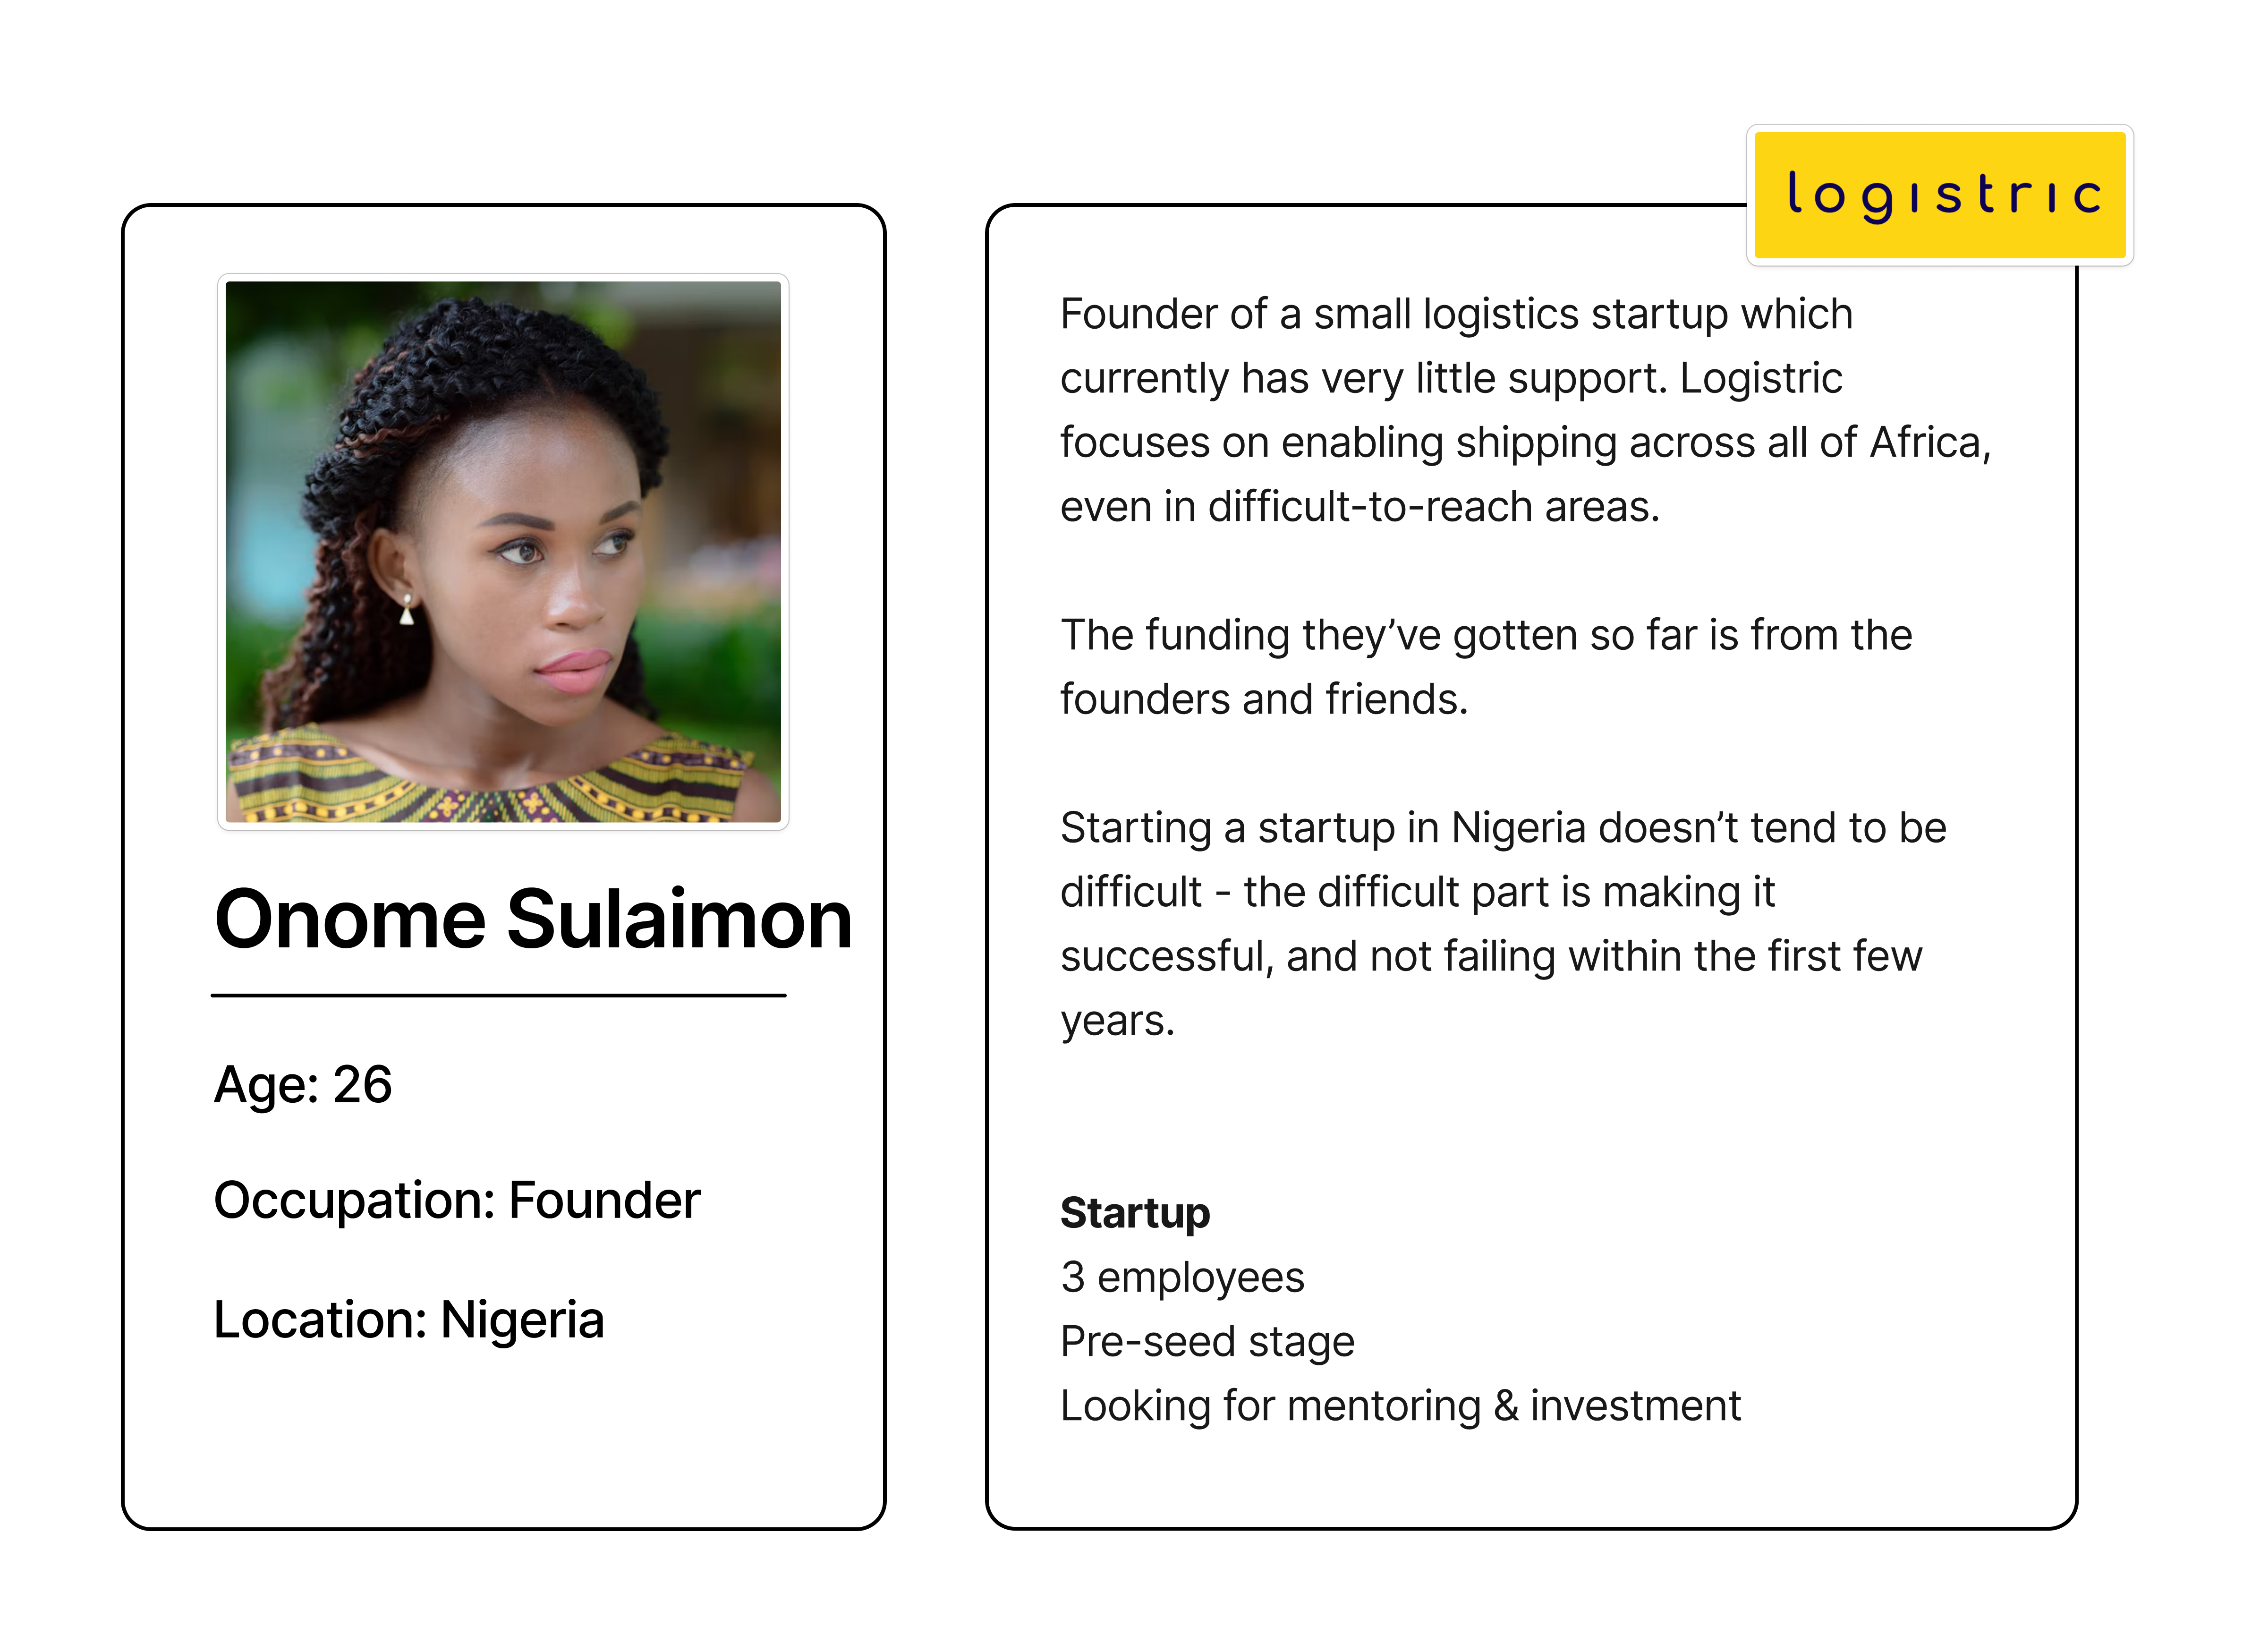 logistric
Onome Sulaimon
Age: 26
Occupation: Founder
Location: Nigeria
Founder of a small logistics startup which
currently has very little support. Logistric
focuses on enabling shipping across all of Africa,
even in difficult-to-reach areas.
The funding they’ve gotten so far is from the
founders and friends.
Starting a startup in Nigeria doesn’t tend to be
difficult - the difficult part is making it
successful, and not failing within the first few
years.
Startup
3 employees
Pre-seed stage
Looking for mentoring & investment